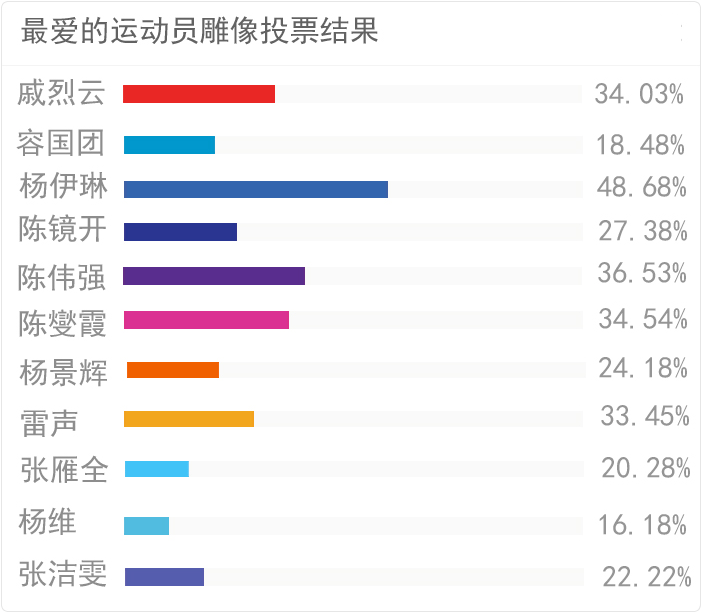 最爱的运动员雕像投票结果
戚烈云 34.03%
容国团 18.48%
杨伊琳 48.68%
陈镜开 27.38%
陈伟强 36.53%
陈燮霞 34.54%
杨景辉 24.18%
雷声 33.45%
张雁全 20.28%
杨维 16.18%
张洁雯 22.22%